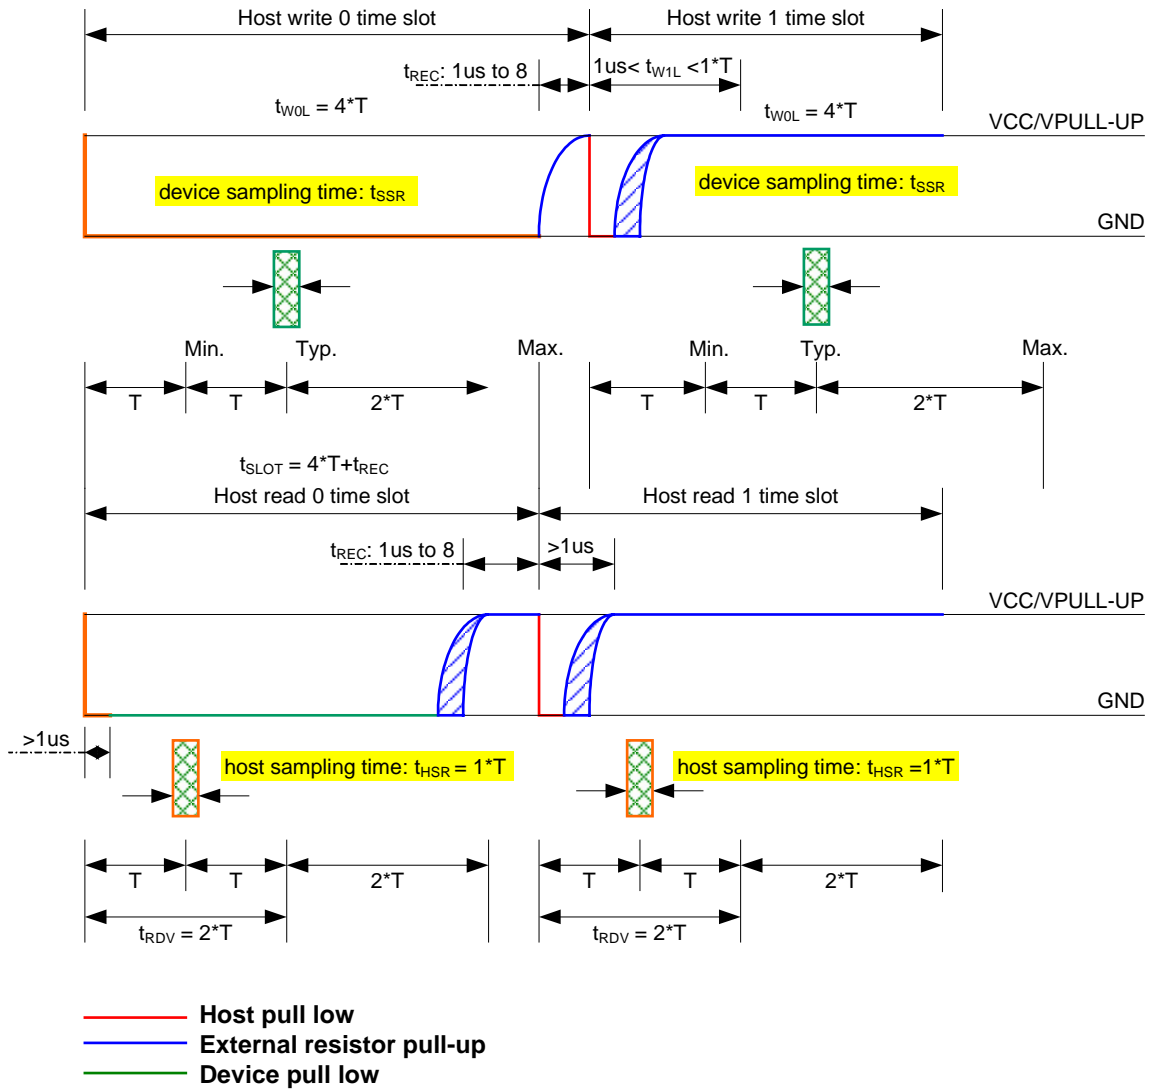 Host write 0 time slot
Host write 1 time slot
tREC: 1us to 8
1us< tW1L <1*T
tW0L = 4*T
tW0L = 4*T
VCC/VPULL-UP
device sampling time: tSSR
device sampling time: tSSR
GND
Min.
Typ.
Max.
Min.
Typ.
Max.
T
T
2*T
T
T
2*T
tSLOT = 4*T+tREC
Host read 0 time slot
Host read 1 time slot
tREC: 1us to 8
>1us
VCC/VPULL-UP
GND
>1us
host sampling time: tHSR = 1*T
host sampling time: tHSR =1*T
T
T
2*T
T
T
2*T
tRDV = 2*T
tRDV = 2*T
Host pull low
External resistor pull-up
Device pull low